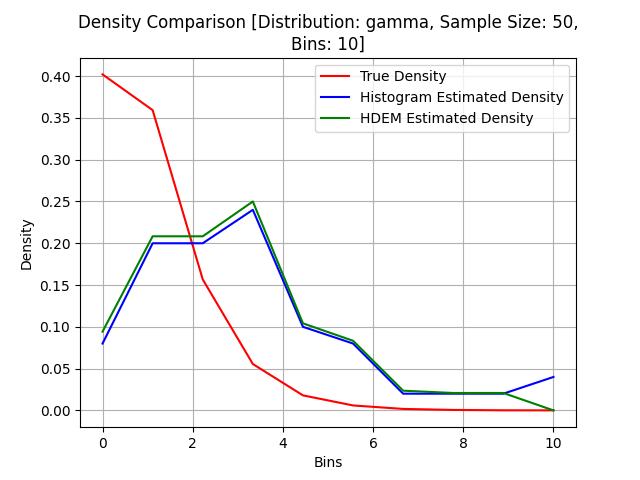 Density Comparison [Distribution: gamma, Sample Size: 50,
Bins: 10]
True Density
Histogram Estimated Density
HDEM Estimated Density
Density
0.40
0.35
0.30
0.25
0.20
0.15
0.10
0.05
0.00
0 2 4 6 8 10
Bins